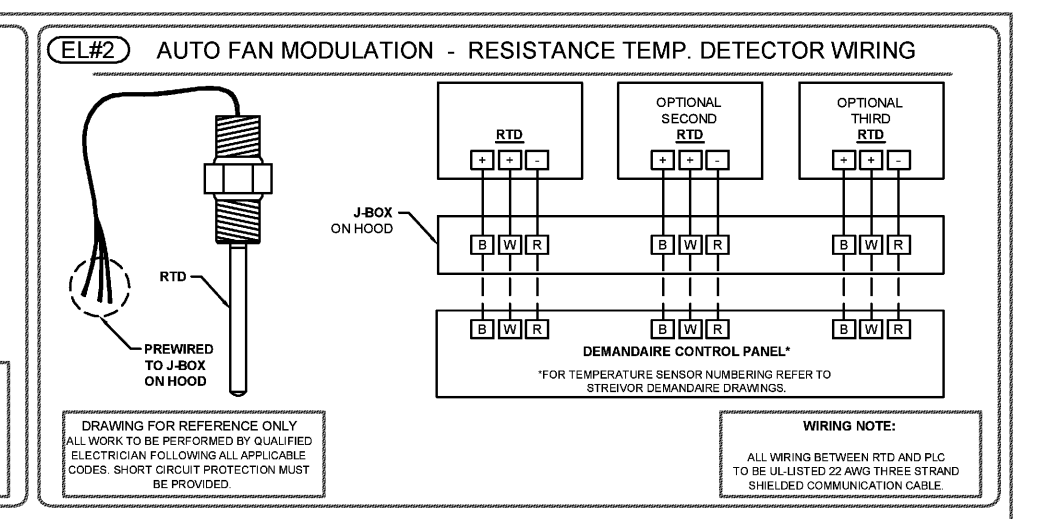 EL#2 AUTO FAN MODULATION - RESISTANCE TEMP. DETECTOR WIRING
RTD
+ + -
OPTIONAL
SECOND
RTD
+ + -
OPTIONAL
THIRD
RTD
+ + -
J-BOX
ON HOOD
B W R B W R B W R
RTD
B W R B W R B W R
DEMANDAIRE CONTROL PANEL*
*FOR TEMPERATURE SENSOR NUMBERING REFER TO
STREIVOR DEMANDAIRE DRAWINGS.
PREWIRED
TO J-BOX
ON HOOD
DRAWING FOR REFERENCE ONLY
ALL WORK TO BE PERFORMED BY QUALIFIED
ELECTRICIAN FOLLOWING ALL APPLICABLE
CODES. SHORT CIRCUIT PROTECTION MUST
BE PROVIDED.
WIRING NOTE:
ALL WIRING BETWEEN RTD AND PLC
TO BE UL-LISTED 22 AWG THREE STRAND
SHIELDED COMMUNICATION CABLE.